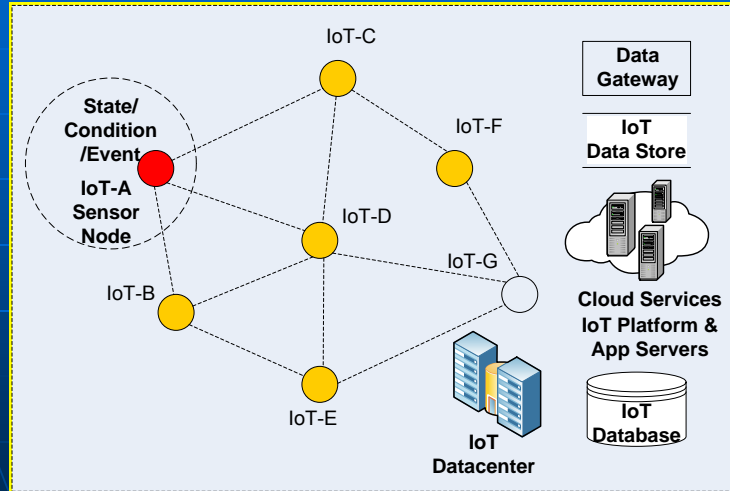 IoT-C
State/
Condition
/Event
IoT-A
Sensor
Node
IoT-F
IoT-D
IoT-G
IoT-B
IoT-E
IoT
Datacenter
Data
Gateway
IoT
Data Store
Cloud Services
IoT Platform &
App Servers
IoT
Database